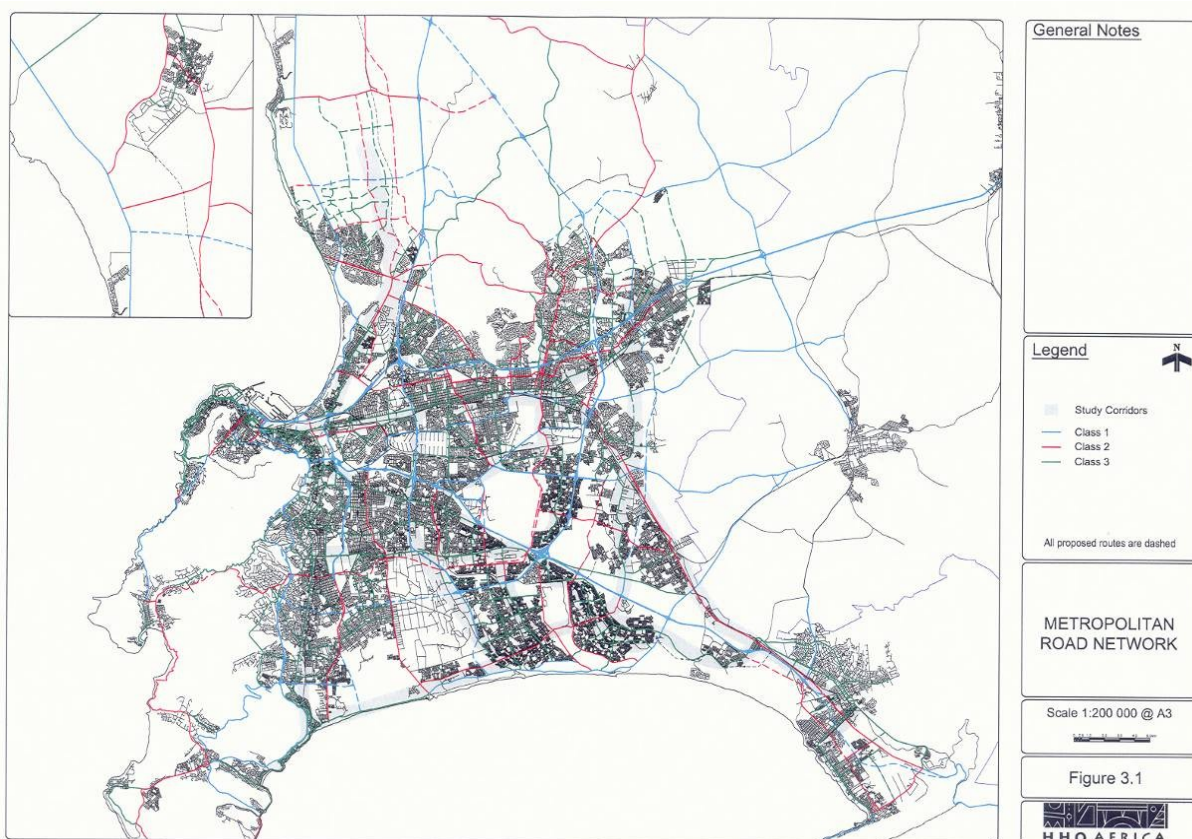 General Notes
Legend
N
Study Corridors
Class 1
Class 2
Class 3
All proposed routes are dashed
METROPOLITAN
ROAD NETWORK
Scale 1:200 000 @ A3
Figure 3.1
HHO AFRICA